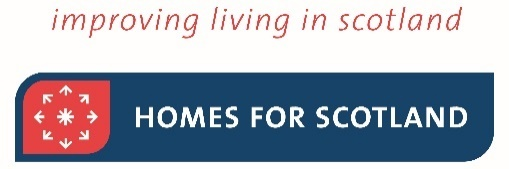 improving living in scotland
HOMES FOR SCOTLAND